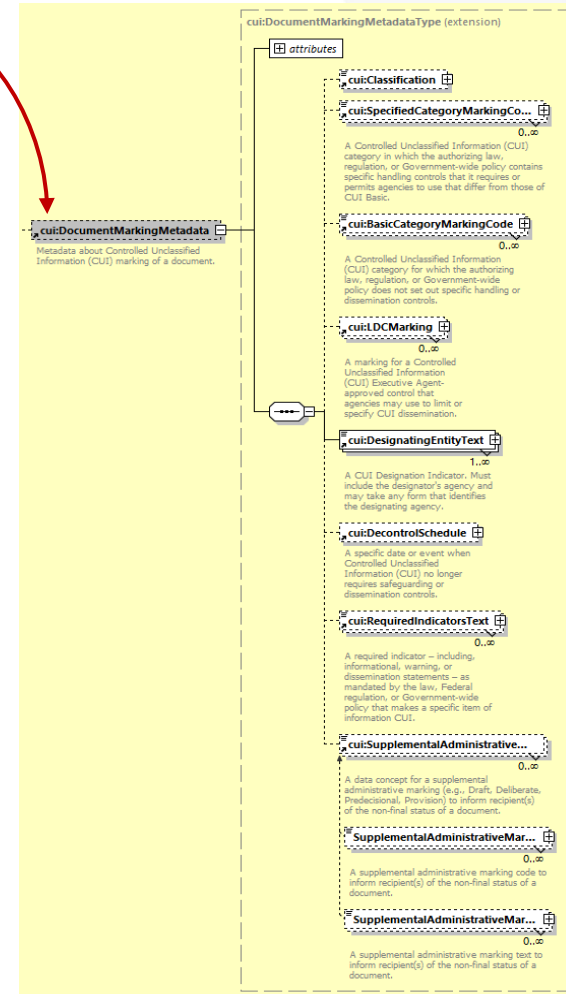 cui:DocumentMarkingMetadataType (extension)
attributes
cui:Classification
cui:SpecifiedCategoryMarkingCo...
0..∞
A Controlled Unclassified Information (CUI)
category in which the authorizing law,
regulation, or Government-wide policy contains
specific handling controls that it requires or
permits agencies to use that differ from those of
CUI Basic.
cui:DocumentMarkingMetadata
Metadata about Controlled Unclassified
Information (CUI) marking of a document.
cui:BasicCategoryMarkingCode
0..∞
A Controlled Unclassified Information
(CUI) category for which the authorizing
law, regulation, or Government-wide
policy does not set out specific handling or
dissemination controls.
cui:LDCMarking
0..∞
A marking for a Controlled
Unclassified Information
(CUI) Executive Agent-
approved control that
agencies may use to limit or
specify CUI dissemination.
cui:DesignatingEntityText
1..∞
A CUI Designation Indicator. Must
include the designator's agency and
may take any form that identifies
the designating agency.
cui:DecontrolSchedule
A specific date or event when
Controlled Unclassified
Information (CUI) no longer
requires safeguarding or
dissemination controls.
cui:RequiredIndicatorsText
0..∞
A required indicator – including,
informational, warning, or
dissemination statements – as
mandated by the law, Federal
regulation, or Government-wide
policy that makes a specific item of
information CUI.
cui:SupplementalAdministrative...
0..∞
A data concept for a supplemental
administrative marking (e.g., Draft, Deliberate,
Predecisional, Provision) to inform recipient(s)
of the non-final status of a document.
SupplementalAdministrativeMar...
0..∞
A supplemental administrative marking code to
inform recipient(s) of the non-final status of a
document.
SupplementalAdministrativeMar...
0..∞
A supplemental administrative marking text to
inform recipient(s) of the non-final status of a
document.